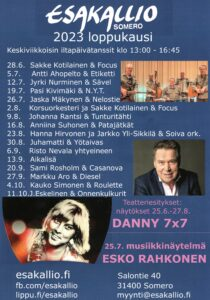 ESAKALLIO
SOMERO
2023 loppukausi
Keskiviikkoisin iltapäivätanssit klo 13:00 - 16:45
28.6. Sakke Kotilainen & Focus
5.7. Antti Ahopelto & Etiketti
12.7. Jyrki Nurminen & Sävel
19.7. Pasi Kivimäki & N.Y.T.
26.7. Jaska Mäkynen & Nelostie
2.8. Korsuorkesteri ja Sakke Kotilainen & Focus
9.8. Johanna Rantsi & Tunturitähti
16.8. Anniina Suhonen & Patajätkät
23.8. Hanna Hirvonen ja Jarkko Yli-Sikkilä & Soiva ork.
30.8. Juhamatti & Yötaivas
6.9. Risto Nevala yhtyeineen
13.9. Aikalisä
20.9. Sami Rosholm & Casanova
27.9. Markku Aro & Diesel
4.10. Kauko Simonen & Roulette
11.10. J.Eskelinen & Onnenkulkurit
Teatteriesitykset:
näytökset 25.6.-27.8.
DANNY 7x7
25.7. musiikkinäytelmä
ESKO RAHKONEN
esakallio.fi
fb.com/esakallio
lippu.fi/esakallio
Salontie 40
31400 Somero
myynti@esakallio.fi